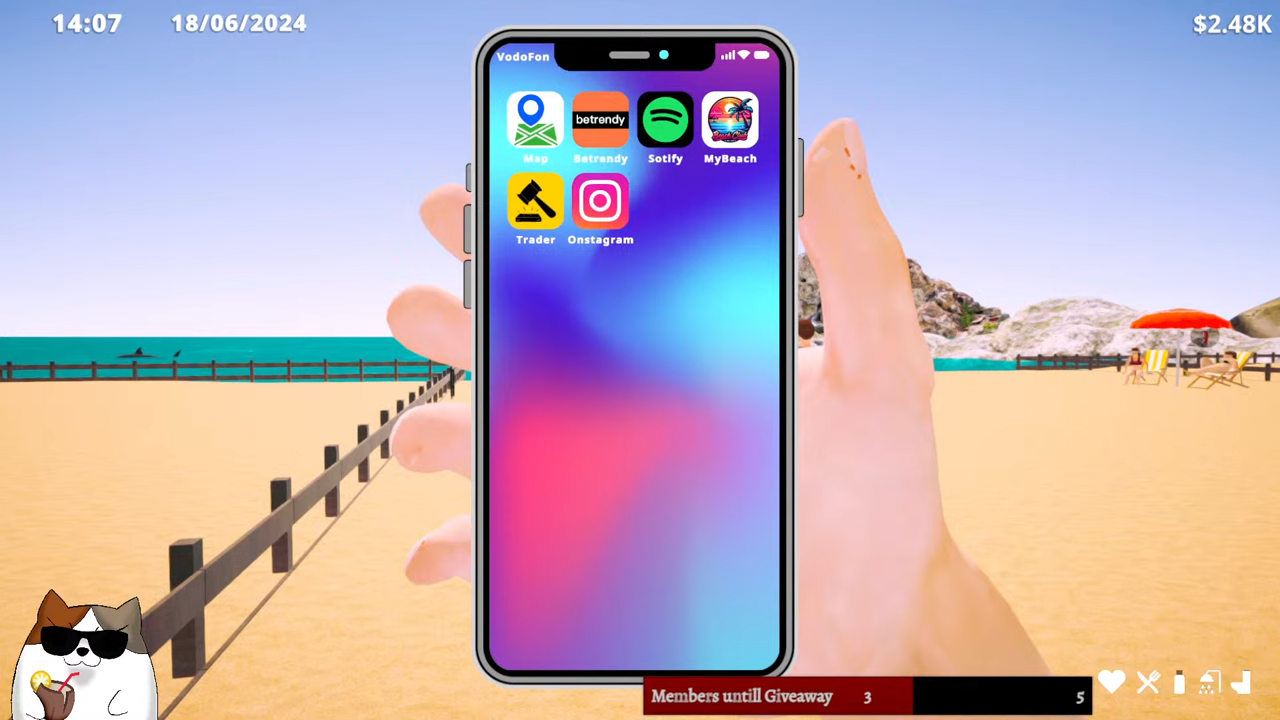 14:07 18/06/2024 $2.48K
VodoFon
betrendy
Map Betrendy Sotify MyBeach
Trader Onstagram
Members untill Giveaway 3 5